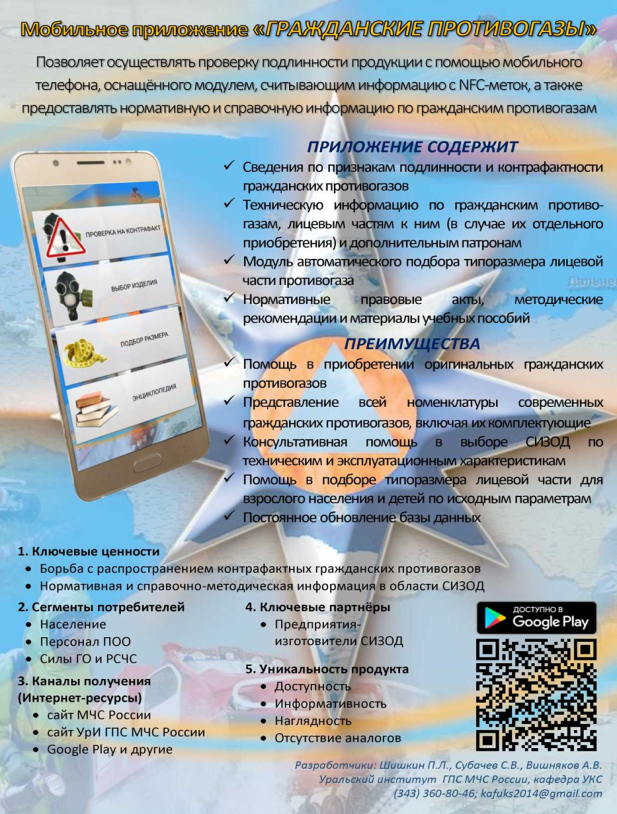 Мобильное приложение «ГРАЖДАНСКИЕ ПРОТИВОГАЗЫ»
Позволяет осуществлять проверку подлинности продукции с помощью мобильного
телефона, оснащённого модулем, считывающим информацию с NFC-меток, а также
предоставлять нормативную и справочную информацию по гражданским противогазам
ПРИЛОЖЕНИЕ СОДЕРЖИТ
✓ Сведения по признакам подлинности и контрафактности
гражданских противогазов
✓ Техническую информацию по гражданским противо-
газам, лицевым частям к ним (в случае их отдельного
приобретения) и дополнительным патронам
✓ Модуль автоматического подбора типоразмера лицевой
части противогаза
✓ Нормативные правовые акты, методические
рекомендации и материалы учебных пособий
ПРОВЕРКА НА КОНТРАФАКТ
ВЫБОР ИЗДЕЛИЯ
ПОДБОР РАЗМЕРА
ЭНЦИКЛОПЕДИЯ
ПРЕИМУЩЕСТВА
✓ Помощь в приобретении оригинальных гражданских
противогазов
✓ Представление всей номенклатуры современных
гражданских противогазов, включая их комплектующие
✓ Консультативная помощь в выборе СИЗОД по
техническим и эксплуатационным характеристикам
✓ Помощь в подборе типоразмера лицевой части для
взрослого населения и детей по исходным параметрам
✓ Постоянное обновление базы данных
1. Ключевые ценности
• Борьба с распространением контрафактных гражданских противогазов
• Нормативная и справочно-методическая информация в области СИЗОД
2. Сегменты потребителей
• Население
• Персонал ПОО
• Силы ГО и РСЧС
3. Каналы получения
(Интернет-ресурсы)
• сайт МЧС России
• сайт УрИ ГПС МЧС России
• Google Play и другие
4. Ключевые партнёры
• Предприятия-
изготовители СИЗОД
5. Уникальность продукта
• Доступность
• Информативность
• Наглядность
• Отсутствие аналогов
ДОСТУПНО В
Google Play
Разработчики: Шишкин П.Л., Субачев С.В., Вишняков А.В.
Уральский институт ГПС МЧС России, кафедра УКС
(343) 360-80-46; kafuks2014@gmail.com